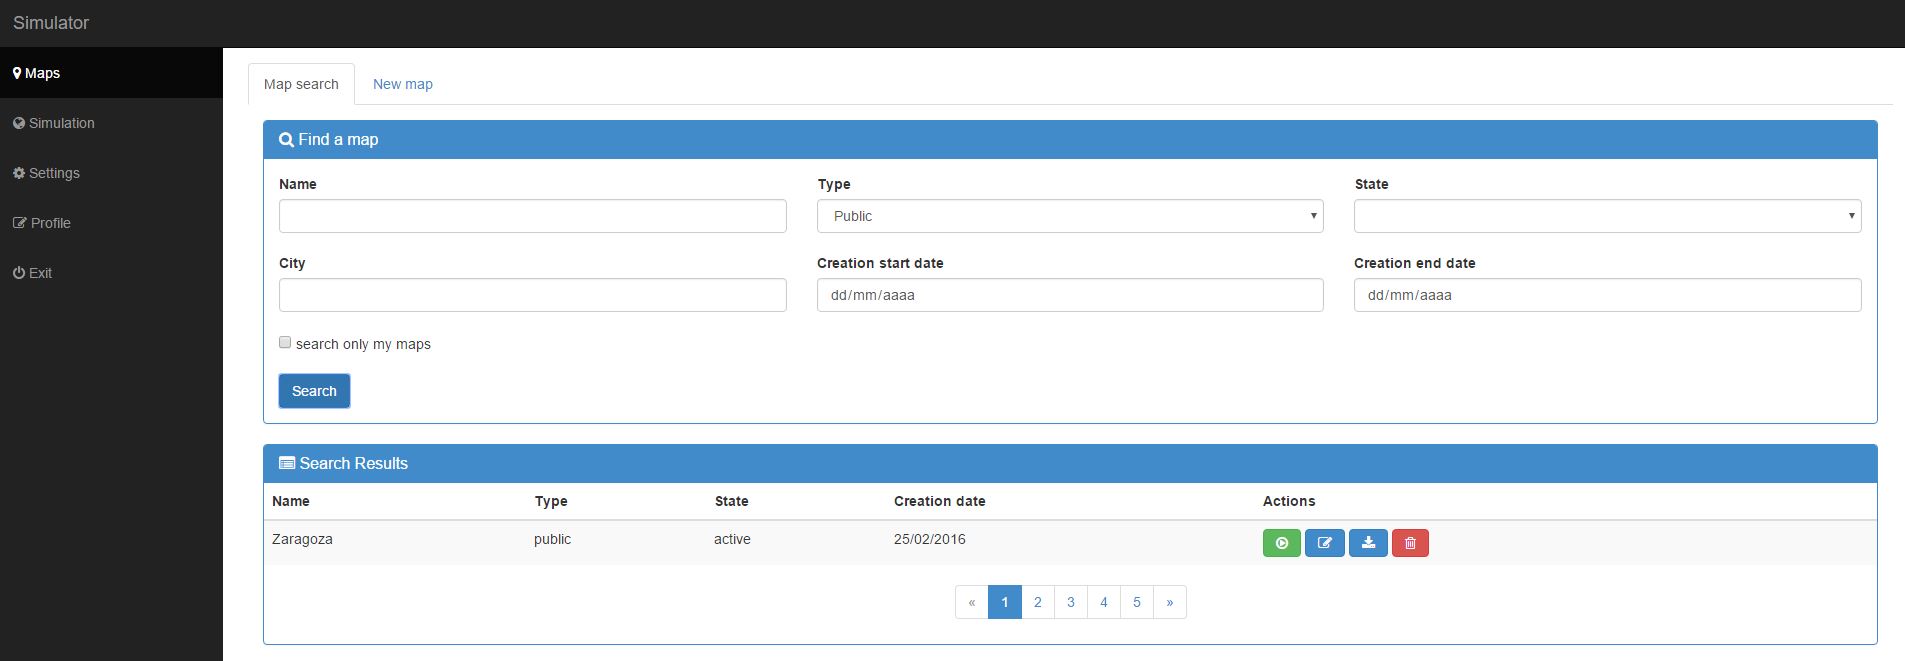 Simulator
Maps
Simulation
Settings
Profile
Exit
Map search New map
Find a map
Name Type State
Public
City Creation start date Creation end date
dd/mm/aaaa dd/mm/aaaa
search only my maps
Search
Search Results
Name Type State Creation date Actions
Zaragoza public active 25/02/2016
« 1 2 3 4 5 »